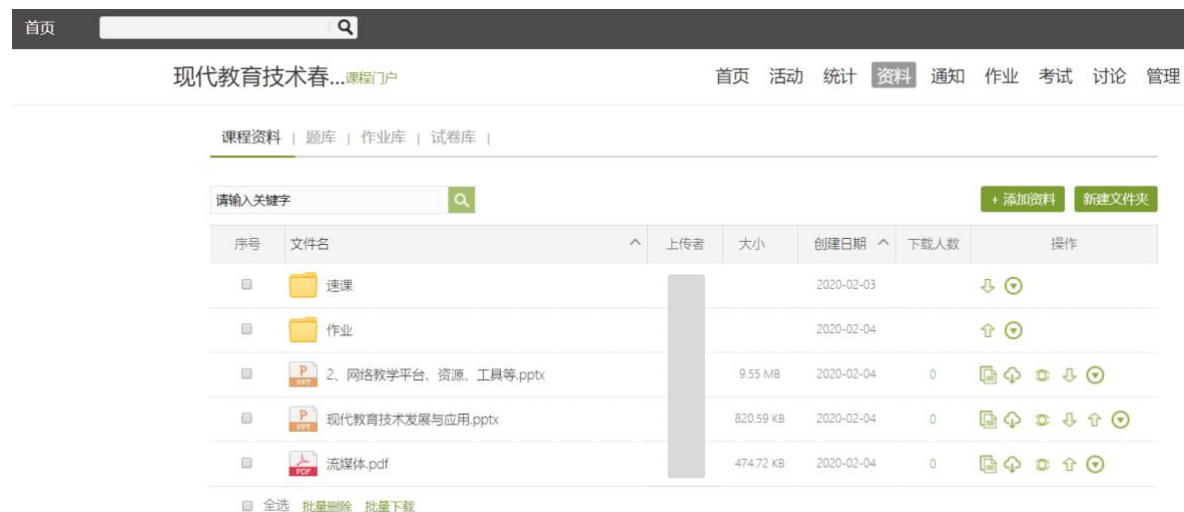 首页
现代教育技术春...课程门户 首页 活动 统计 资料 通知 作业 考试 讨论 管理
课程资料 | 题库 | 作业库 | 试卷库 |
请输入关键字 + 添加资料 新建文件夹
序号 文件名 上传者 大小 创建日期 下载人数 操作
速课 2020-02-03
作业 2020-02-04
PPT 2、网络教学平台、资源、工具等.pptx 9.55 MB 2020-02-04 0
PPT 现代教育技术发展与应用.pptx 820.59 KB 2020-02-04 0
PDF 流媒体.pdf 474.72 KB 2020-02-04 0
全选 批量删除 批量下载